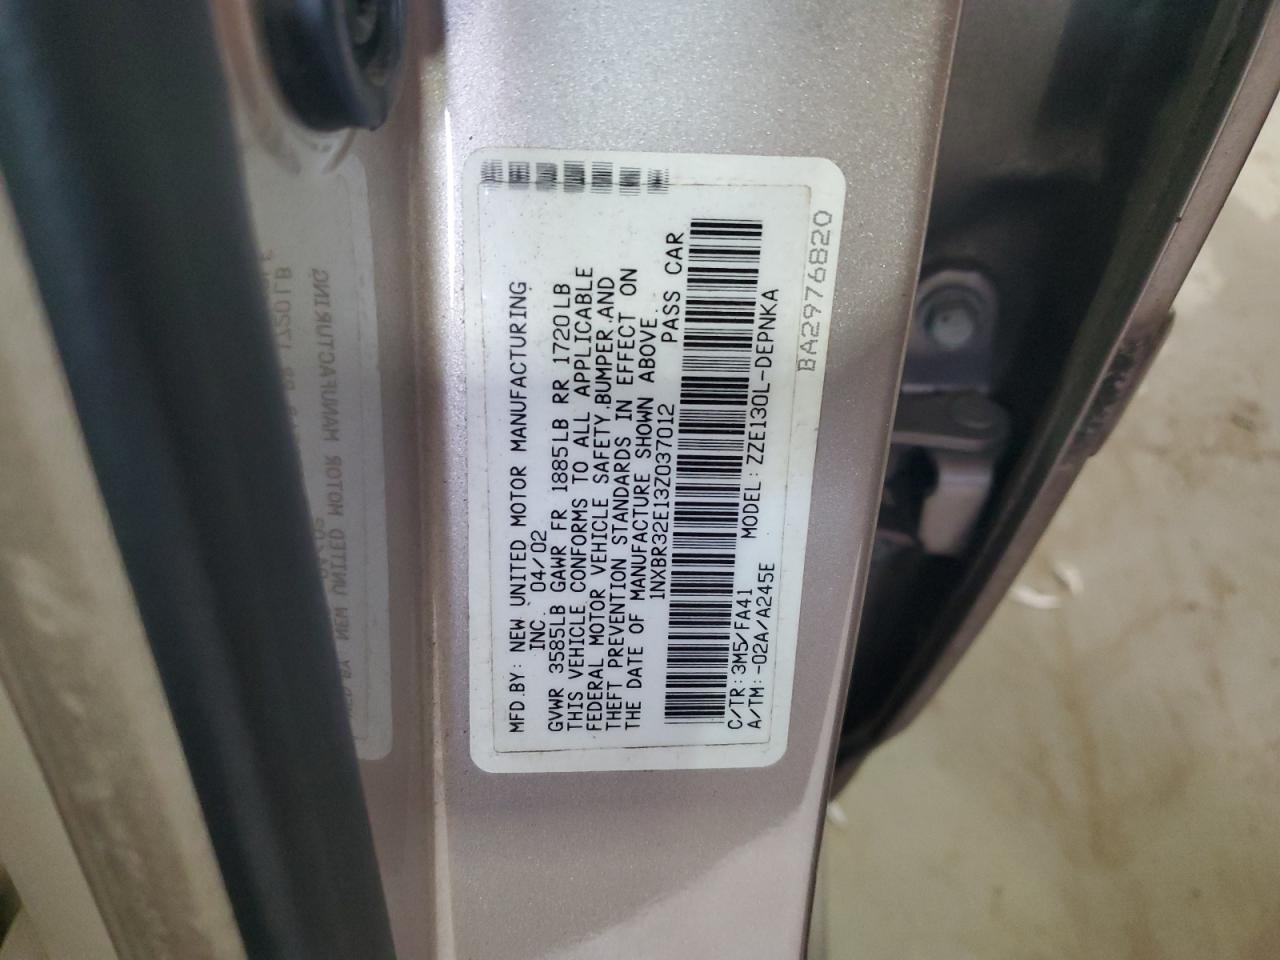 MFD.BY: NEW UNITED MOTOR MANUFACTURING
INC. 04/02
GVWR 3585LB GAWR FR 1885LB RR 1720LB
THIS VEHICLE CONFORMS TO ALL APPLICABLE
FEDERAL MOTOR VEHICLE SAFETY,BUMPER,AND
THEFT PREVENTION STANDARDS IN EFFECT ON
THE DATE OF MANUFACTURE SHOWN ABOVE.
1NXBR32E13Z037012 PASS CAR
C/TR:3M5/FA41 MODEL:ZZE130L-DEPNKA
A/TM:-02A/A245E
BA2976820